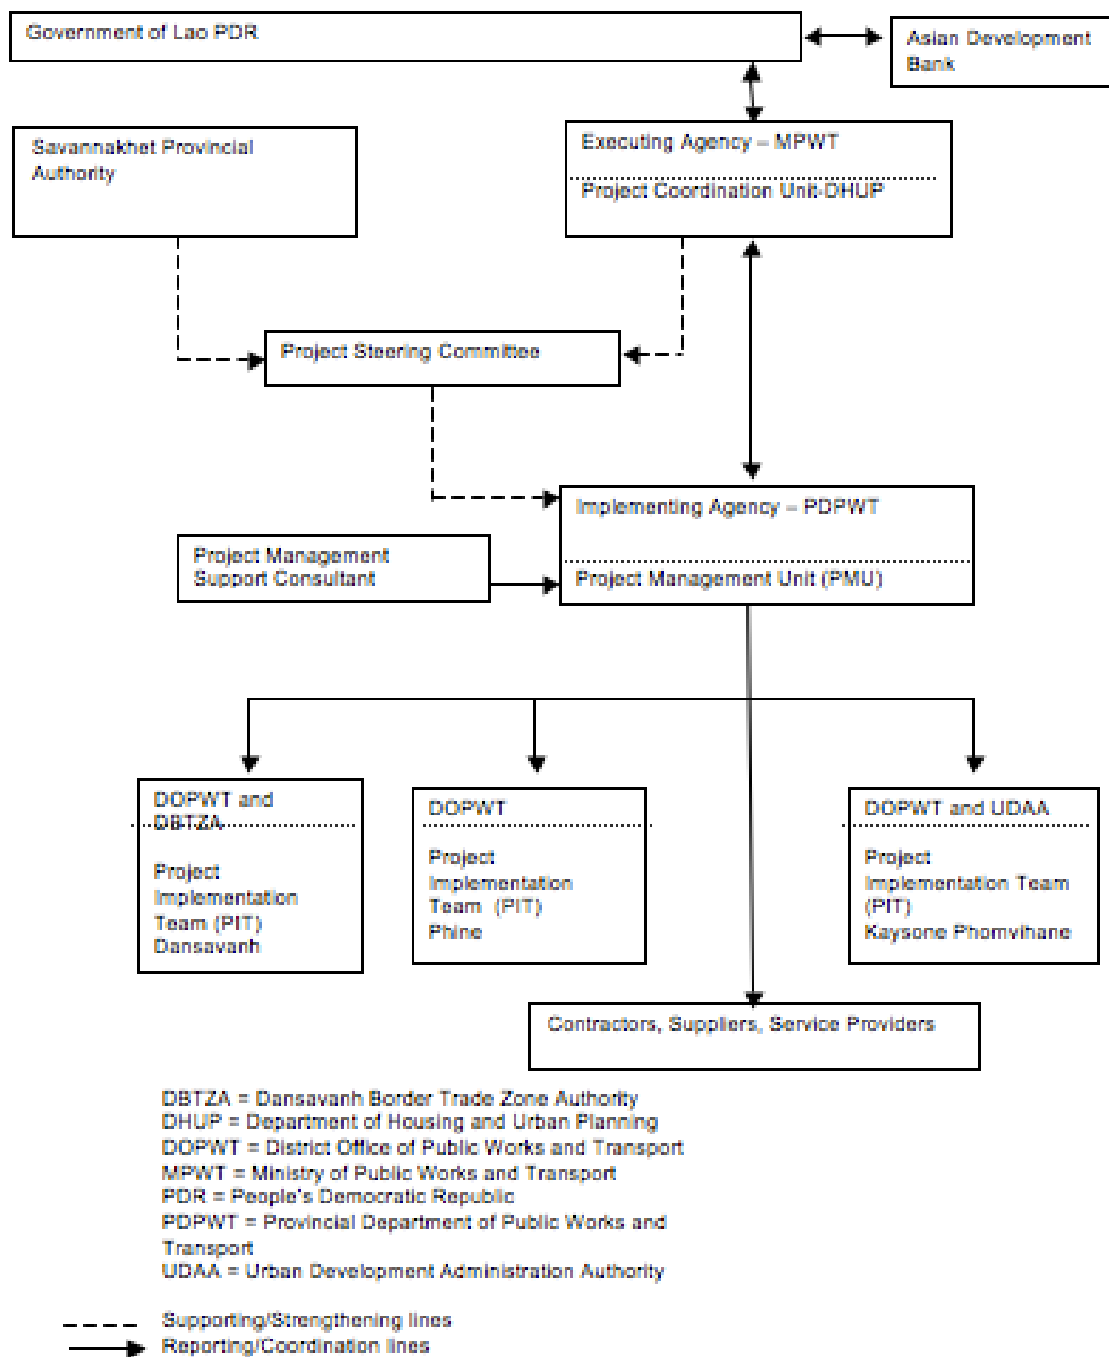 Government of Lao PDR
Asian Development
Bank
Savannakhet Provincial
Authority
Executing Agency – MPWT
Project Coordination Unit-DHUP
Project Steering Committee
Implementing Agency – PDPWT
Project Management Unit (PMU)
Project Management
Support Consultant
DOPWT and
DBTZA
Project
Implementation
Team (PIT)
Dansavanh
DOPWT
Project
Implementation
Team (PIT)
Phine
DOPWT and UDAA
Project
Implementation Team
(PIT)
Kaysone Phomvihane
Contractors, Suppliers, Service Providers
DBTZA = Dansavanh Border Trade Zone Authority
DHUP = Department of Housing and Urban Planning
DOPWT = District Office of Public Works and Transport
MPWT = Ministry of Public Works and Transport
PDR = People's Democratic Republic
PDPWT = Provincial Department of Public Works and
Transport
UDAA = Urban Development Administration Authority
Supporting/Strengthening lines
Reporting/Coordination lines